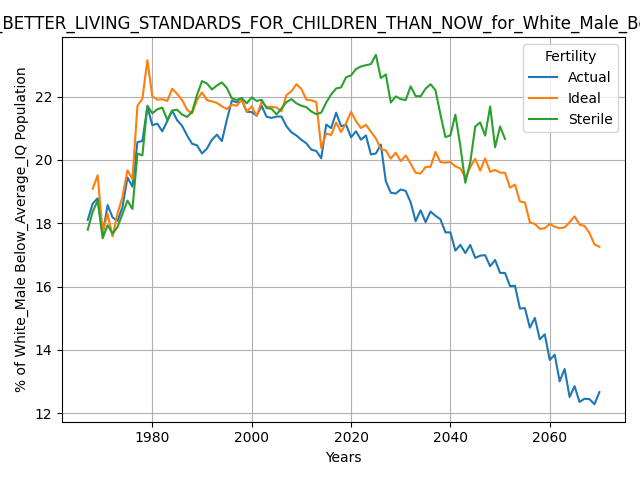 _BETTER_LIVING_STANDARDS_FOR_CHILDREN_THAN_NOW_for_White_Male_Be
Fertility
Actual
Ideal
Sterile
% of White_Male Below_Average_IQ Population
22
20
18
16
14
12
1980
2000
2020
2040
2060
Years